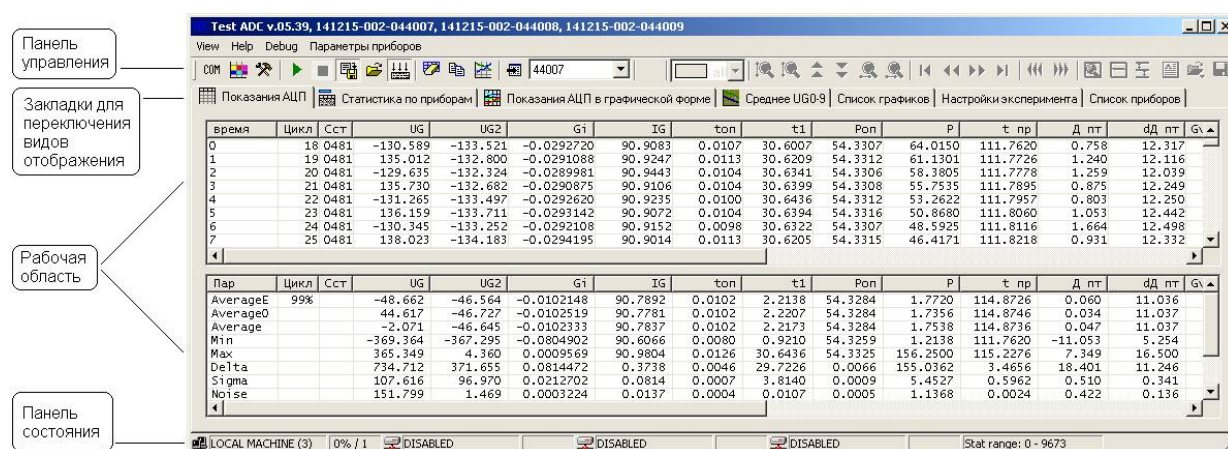 Панель
управления
Закладки для
переключения
видов
отображения
Рабочая
область
Панель
состояния
Test ADC v.05.39, 141215-002-044007, 141215-002-044008, 141215-002-044009
View Help Debug Параметры приборов
COM 44007 all
Показания АЦП Статистика по приборам Показания АЦП в графической форме Среднее UG0-9 Список графиков Настройки эксперимента Список приборов
время Цикл Сст UG UG2 Gi IG топ t1 Роп P t пр Д пт dД пт
0 18 0481 -130.589 -133.521 -0.0292720 90.9083 0.0107 30.6007 54.3307 64.0150 111.7620 0.758 12.317
1 19 0481 135.012 -132.800 -0.0291088 90.9247 0.0113 30.6209 54.3312 61.1301 111.7726 1.240 12.116
2 20 0481 -129.635 -132.324 -0.0289981 90.9443 0.0104 30.6341 54.3306 58.3805 111.7778 1.259 12.039
3 21 0481 135.730 -132.682 -0.0290875 90.9106 0.0104 30.6399 54.3308 55.7535 111.7895 0.875 12.249
4 22 0481 -131.265 -133.497 -0.0292620 90.9235 0.0100 30.6436 54.3312 53.2622 111.7957 0.803 12.250
5 23 0481 136.159 -133.711 -0.0293142 90.9072 0.0104 30.6394 54.3316 50.8680 111.8060 1.053 12.442
6 24 0481 -130.345 -133.252 -0.0292108 90.9152 0.0098 30.6322 54.3307 48.5925 111.8116 1.664 12.498
7 25 0481 138.023 -134.183 -0.0294195 90.9014 0.0113 30.6205 54.3315 46.4171 111.8218 0.931 12.332
Пар Цикл Сст UG UG2 Gi IG топ t1 Роп P t пр Д пт dД пт
AverageE 99% -48.662 -46.564 -0.0102148 90.7892 0.0102 2.2138 54.3284 1.7720 114.8726 0.060 11.036
AverageO 44.617 -46.727 -0.0102519 90.7781 0.0102 2.2207 54.3284 1.7356 114.8746 0.034 11.037
Average -2.071 -46.645 -0.0102333 90.7837 0.0102 2.2173 54.3284 1.7538 114.8736 0.047 11.037
Min -369.364 -367.295 -0.0804902 90.6066 0.0080 0.9210 54.3259 1.2138 111.7620 -11.053 5.254
Max 365.349 4.360 0.0009569 90.9804 0.0126 30.6436 54.3325 156.2500 115.2276 7.349 16.500
Delta 734.712 371.655 0.0814472 0.3738 0.0046 29.7226 0.0066 155.0362 3.4656 18.401 11.246
Sigma 107.616 96.970 0.0212702 0.0814 0.0007 3.8140 0.0009 5.4527 0.5962 0.510 0.341
Noise 151.799 1.469 0.0003224 0.0137 0.0004 0.0107 0.0005 1.1368 0.0024 0.422 0.136
LOCAL MACHINE (3) 0% / 1 DISABLED DISABLED DISABLED Stat range: 0 - 9673